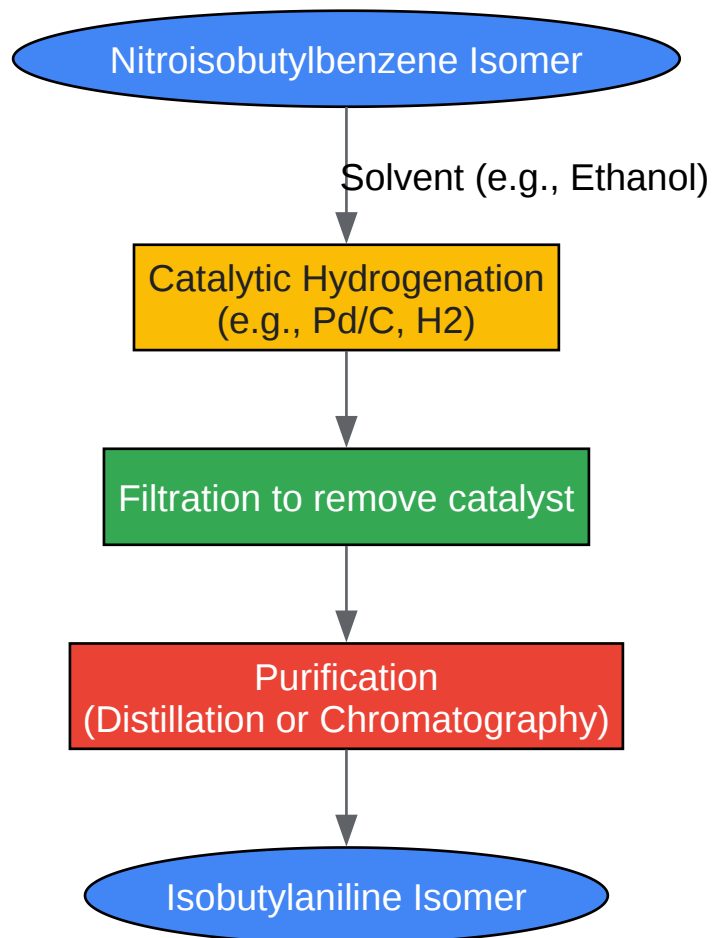 Nitroisobutylbenzene Isomer
Solvent (e.g., Ethanol)
Catalytic Hydrogenation
(e.g., Pd/C, H2)
Filtration to remove catalyst
Purification
(Distillation or Chromatography)
Isobutylaniline Isomer